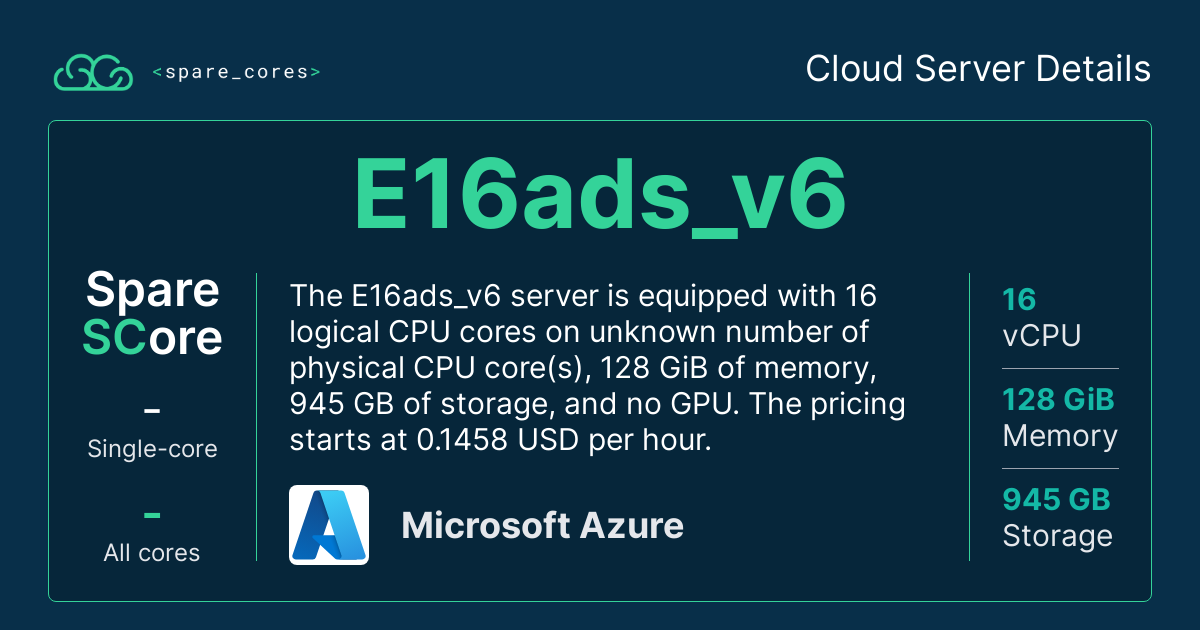 <spare_cores>
Cloud Server Details
E16ads_v6
Spare
SCore
–
Single-core
–
All cores
The E16ads_v6 server is equipped with 16
logical CPU cores on unknown number of
physical CPU core(s), 128 GiB of memory,
945 GB of storage, and no GPU. The pricing
starts at 0.1458 USD per hour.
Microsoft Azure
16
vCPU
128 GiB
Memory
945 GB
Storage